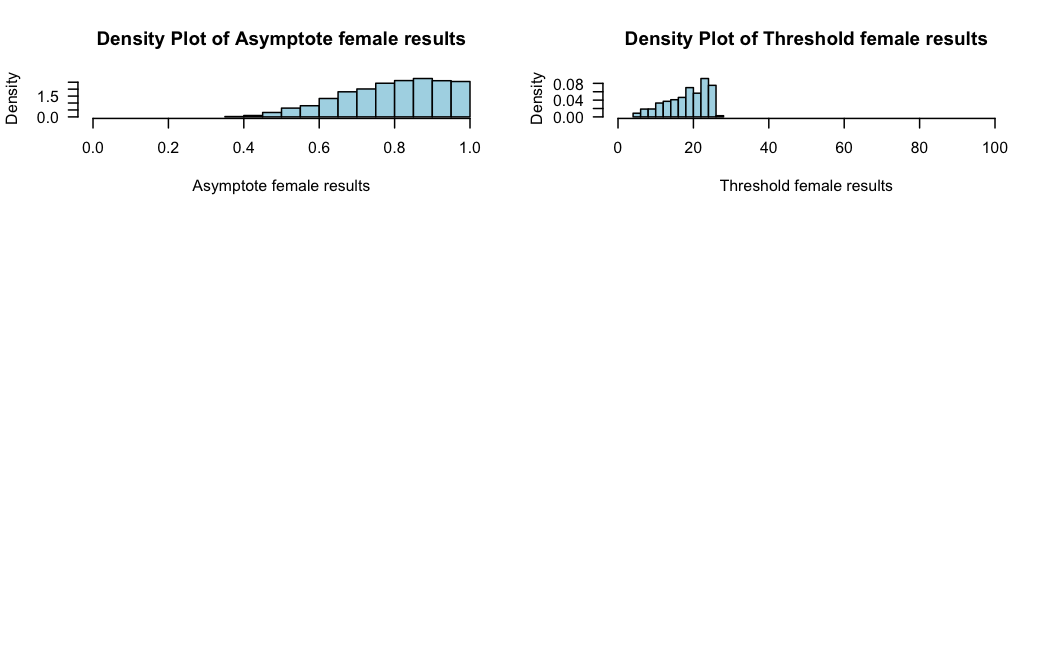 Density Plot of Asymptote female results
Density
1.5
0.0
0.0 0.2 0.4 0.6 0.8 1.0
Asymptote female results
Density Plot of Threshold female results
Density
0.08
0.04
0.00
0 20 40 60 80 100
Threshold female results